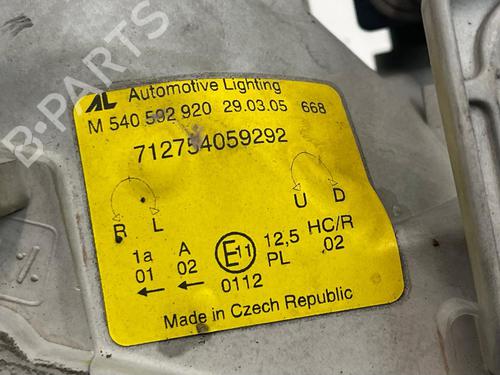 B-PARTS
AL Automotive Lighting
M 540 592 920 29.03.05 668
712754059292
R L U D
1a A E11 12,5 HC/R
01 02 PL 02
← ← 0112
Made in Czech Republic